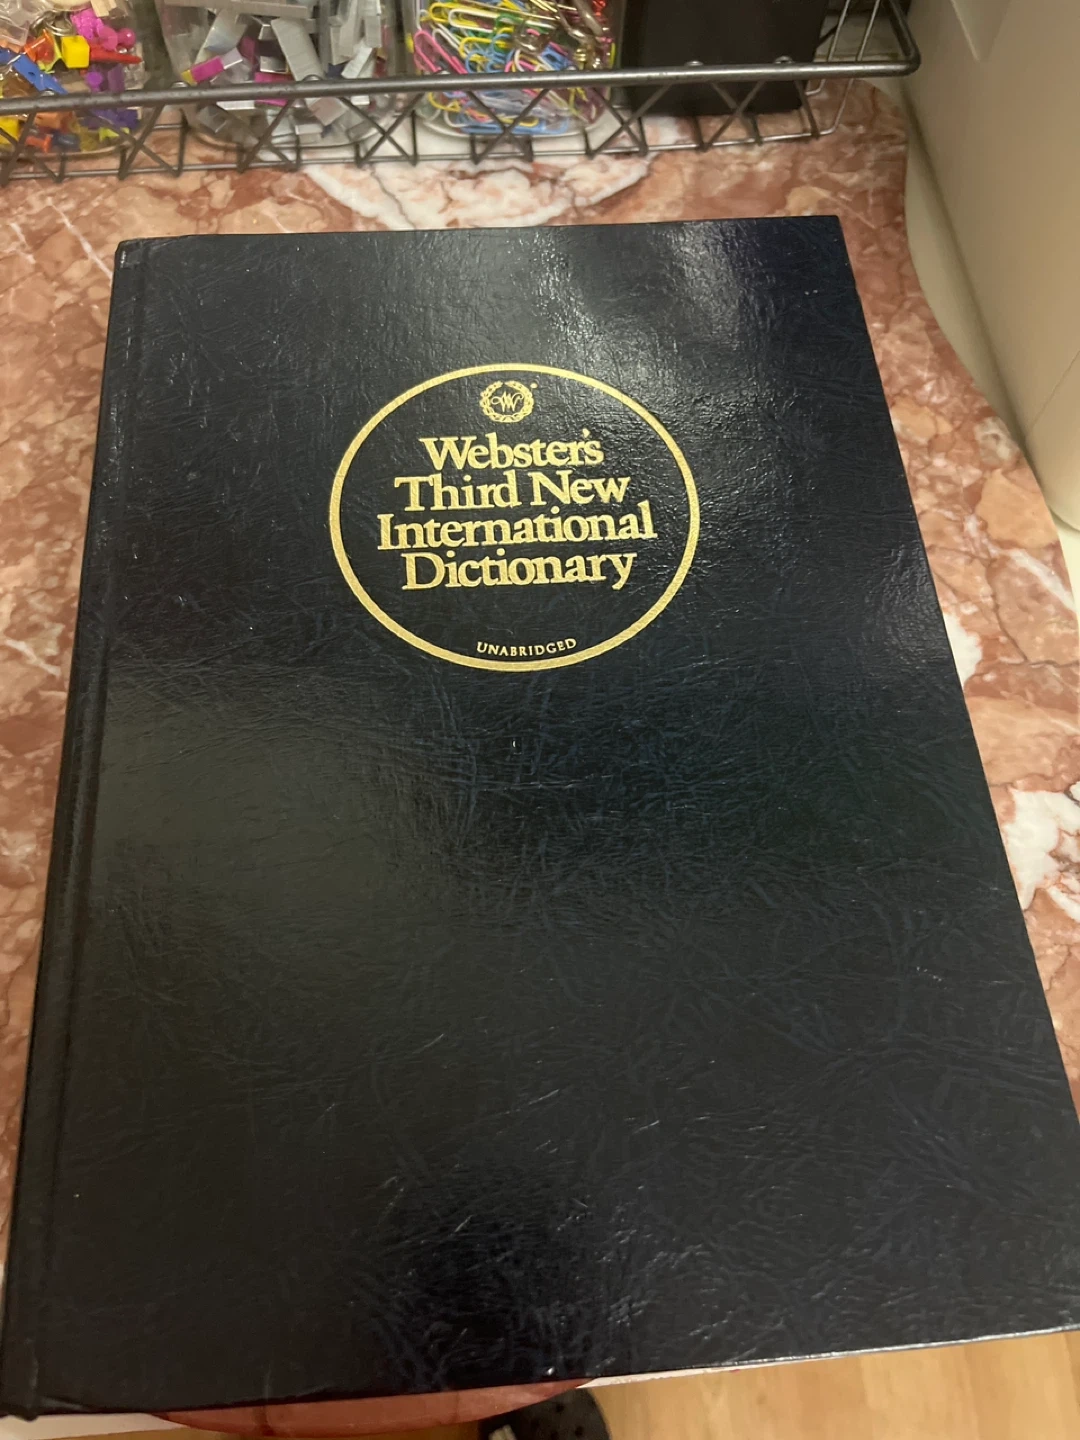 W
Webster's
Third New
International
Dictionary
UNABRIDGED